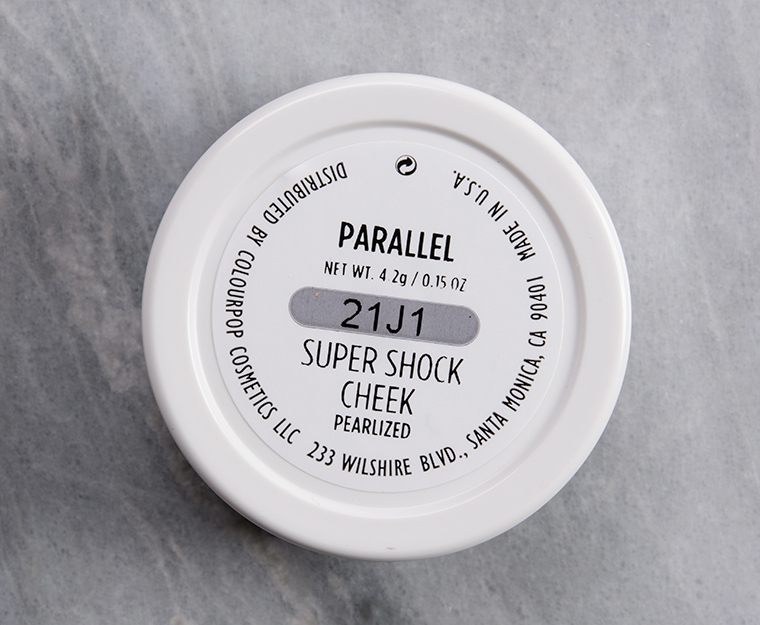 PARALLEL
NET WT. 4.2g / 0.15 OZ
21J1
SUPER SHOCK
CHEEK
PEARLIZED
DISTRIBUTED BY COLOURPOP COSMETICS LLC 233 WILSHIRE BLVD., SANTA MONICA, CA 90401 MADE IN U.S.A.